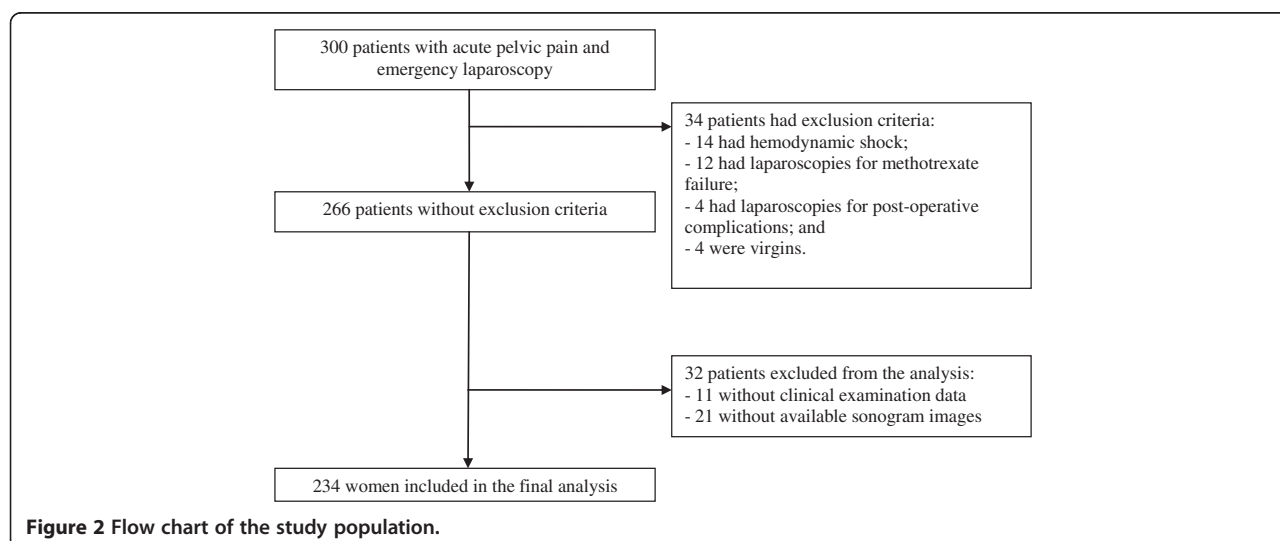 300 patients with acute pelvic pain and
emergency laparoscopy
34 patients had exclusion criteria:
- 14 had hemodynamic shock;
- 12 had laparoscopies for methotrexate
failure;
- 4 had laparoscopies for post-operative
complications; and
- 4 were virgins.
266 patients without exclusion criteria
32 patients excluded from the analysis:
- 11 without clinical examination data
- 21 without available sonogram images
234 women included in the final analysis
Figure 2 Flow chart of the study population.